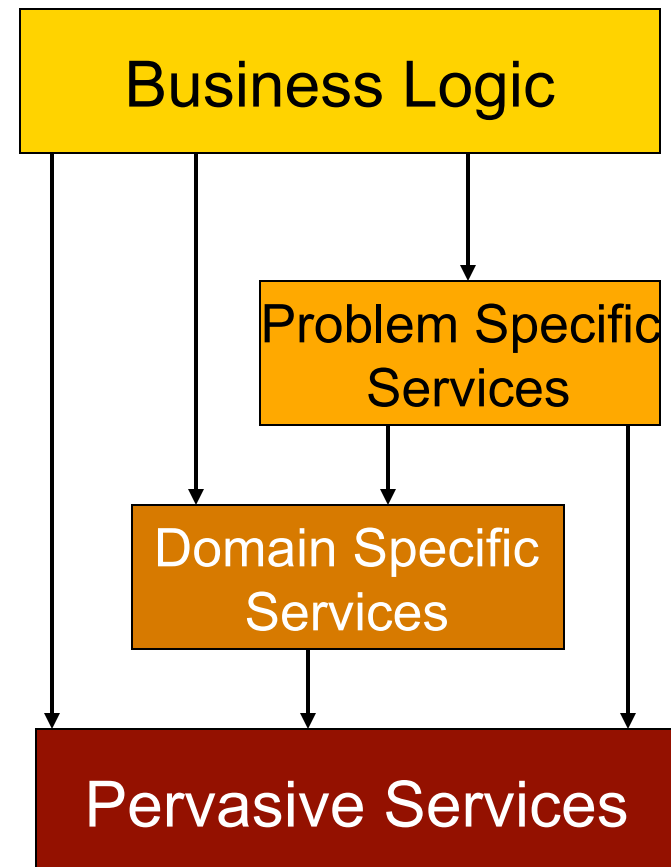 Business Logic
Problem Specific
Services
Domain Specific
Services
Pervasive Services